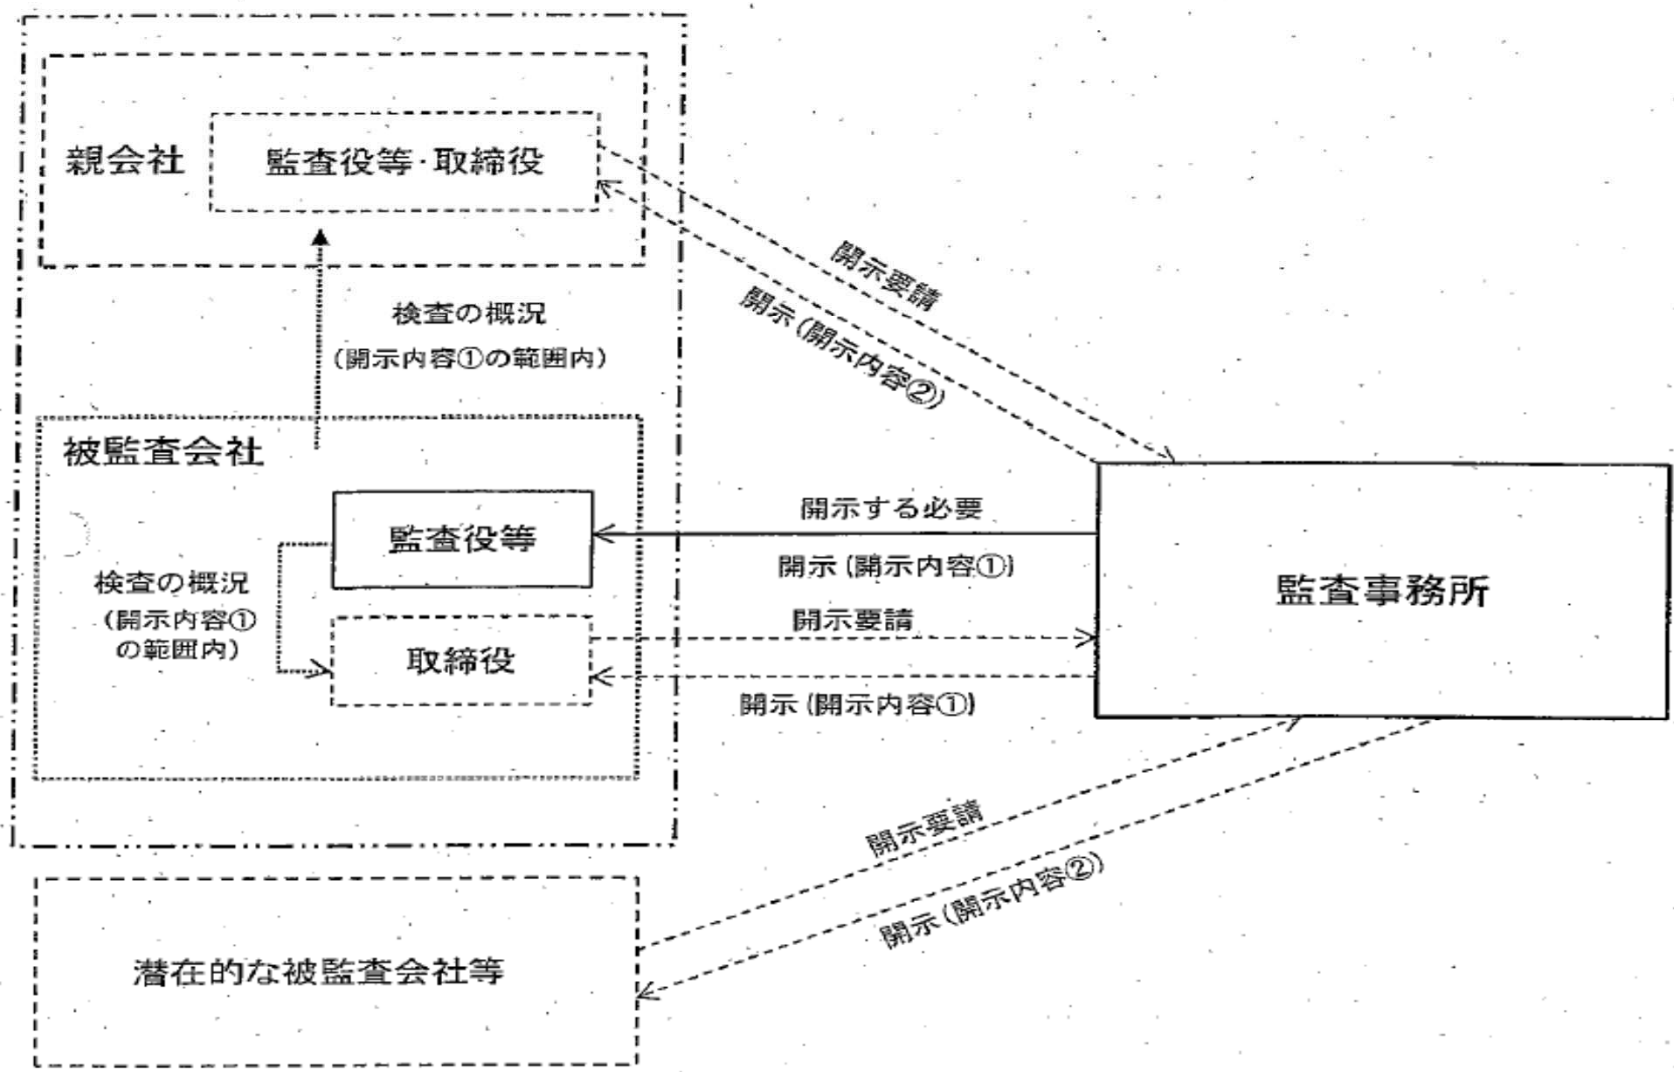 親会社
監査役等・取締役
開示要請
開示(開示内容②)
検査の概況
(開示内容①の範囲内)
被監査会社
監査役等
開示する必要
開示(開示内容①)
監査事務所
検査の概況
(開示内容①
の範囲内)
取締役
開示要請
開示(開示内容①)
開示要請
開示(開示内容②)
潜在的な被監査会社等